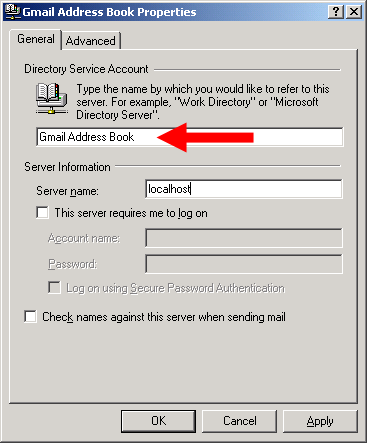 Gmail Address Book Properties
General
Advanced
Directory Service Account
Type the name by which you would like to refer to this
server. For example, "Work Directory" or "Microsoft
Directory Server".
Gmail Address Book
Server Information
Server name:
localhost
This server requires me to log on
Account name:
Password:
Log on using Secure Password Authentication
Check names against this server when sending mail
OK
Cancel
Apply